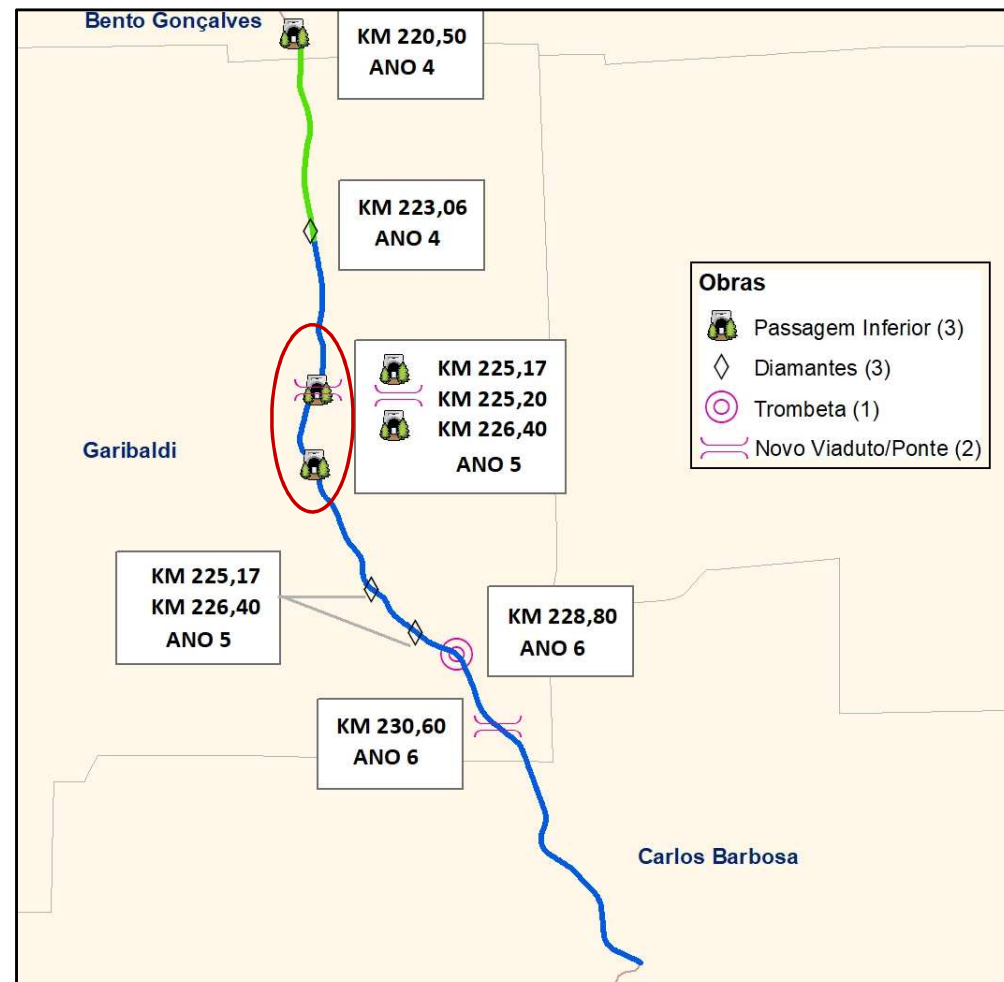 Bento Gonçalves
KM 220,50
ANO 4
KM 223,06
ANO 4
Obras
Passagem Inferior (3)
Diamantes (3)
Trombeta (1)
Novo Viaduto/Ponte (2)
KM 225,17
KM 225,20
KM 226,40
ANO 5
Garibaldi
KM 225,17
KM 226,40
ANO 5
KM 228,80
ANO 6
KM 230,60
ANO 6
Carlos Barbosa